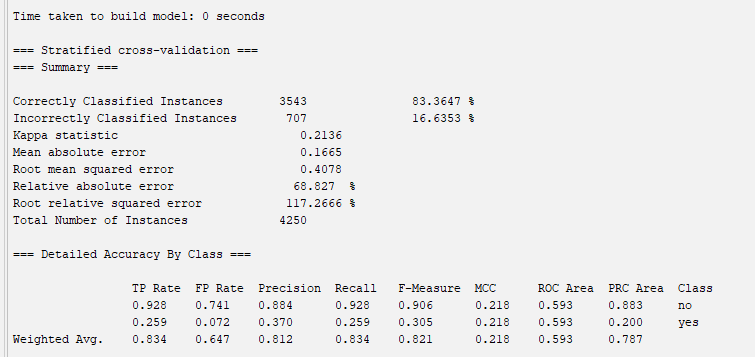 Time taken to build model: 0 seconds
=== Stratified cross-validation ===
=== Summary ===
Correctly Classified Instances 3543 83.3647 %
Incorrectly Classified Instances 707 16.6353 %
Kappa statistic 0.2136
Mean absolute error 0.1665
Root mean squared error 0.4078
Relative absolute error 68.827 %
Root relative squared error 117.2666 %
Total Number of Instances 4250
=== Detailed Accuracy By Class ===
TP Rate FP Rate Precision Recall F-Measure MCC ROC Area PRC Area Class
0.928 0.741 0.884 0.928 0.906 0.218 0.593 0.883 no
0.259 0.072 0.370 0.259 0.305 0.218 0.593 0.200 yes
Weighted Avg. 0.834 0.647 0.812 0.834 0.821 0.218 0.593 0.787